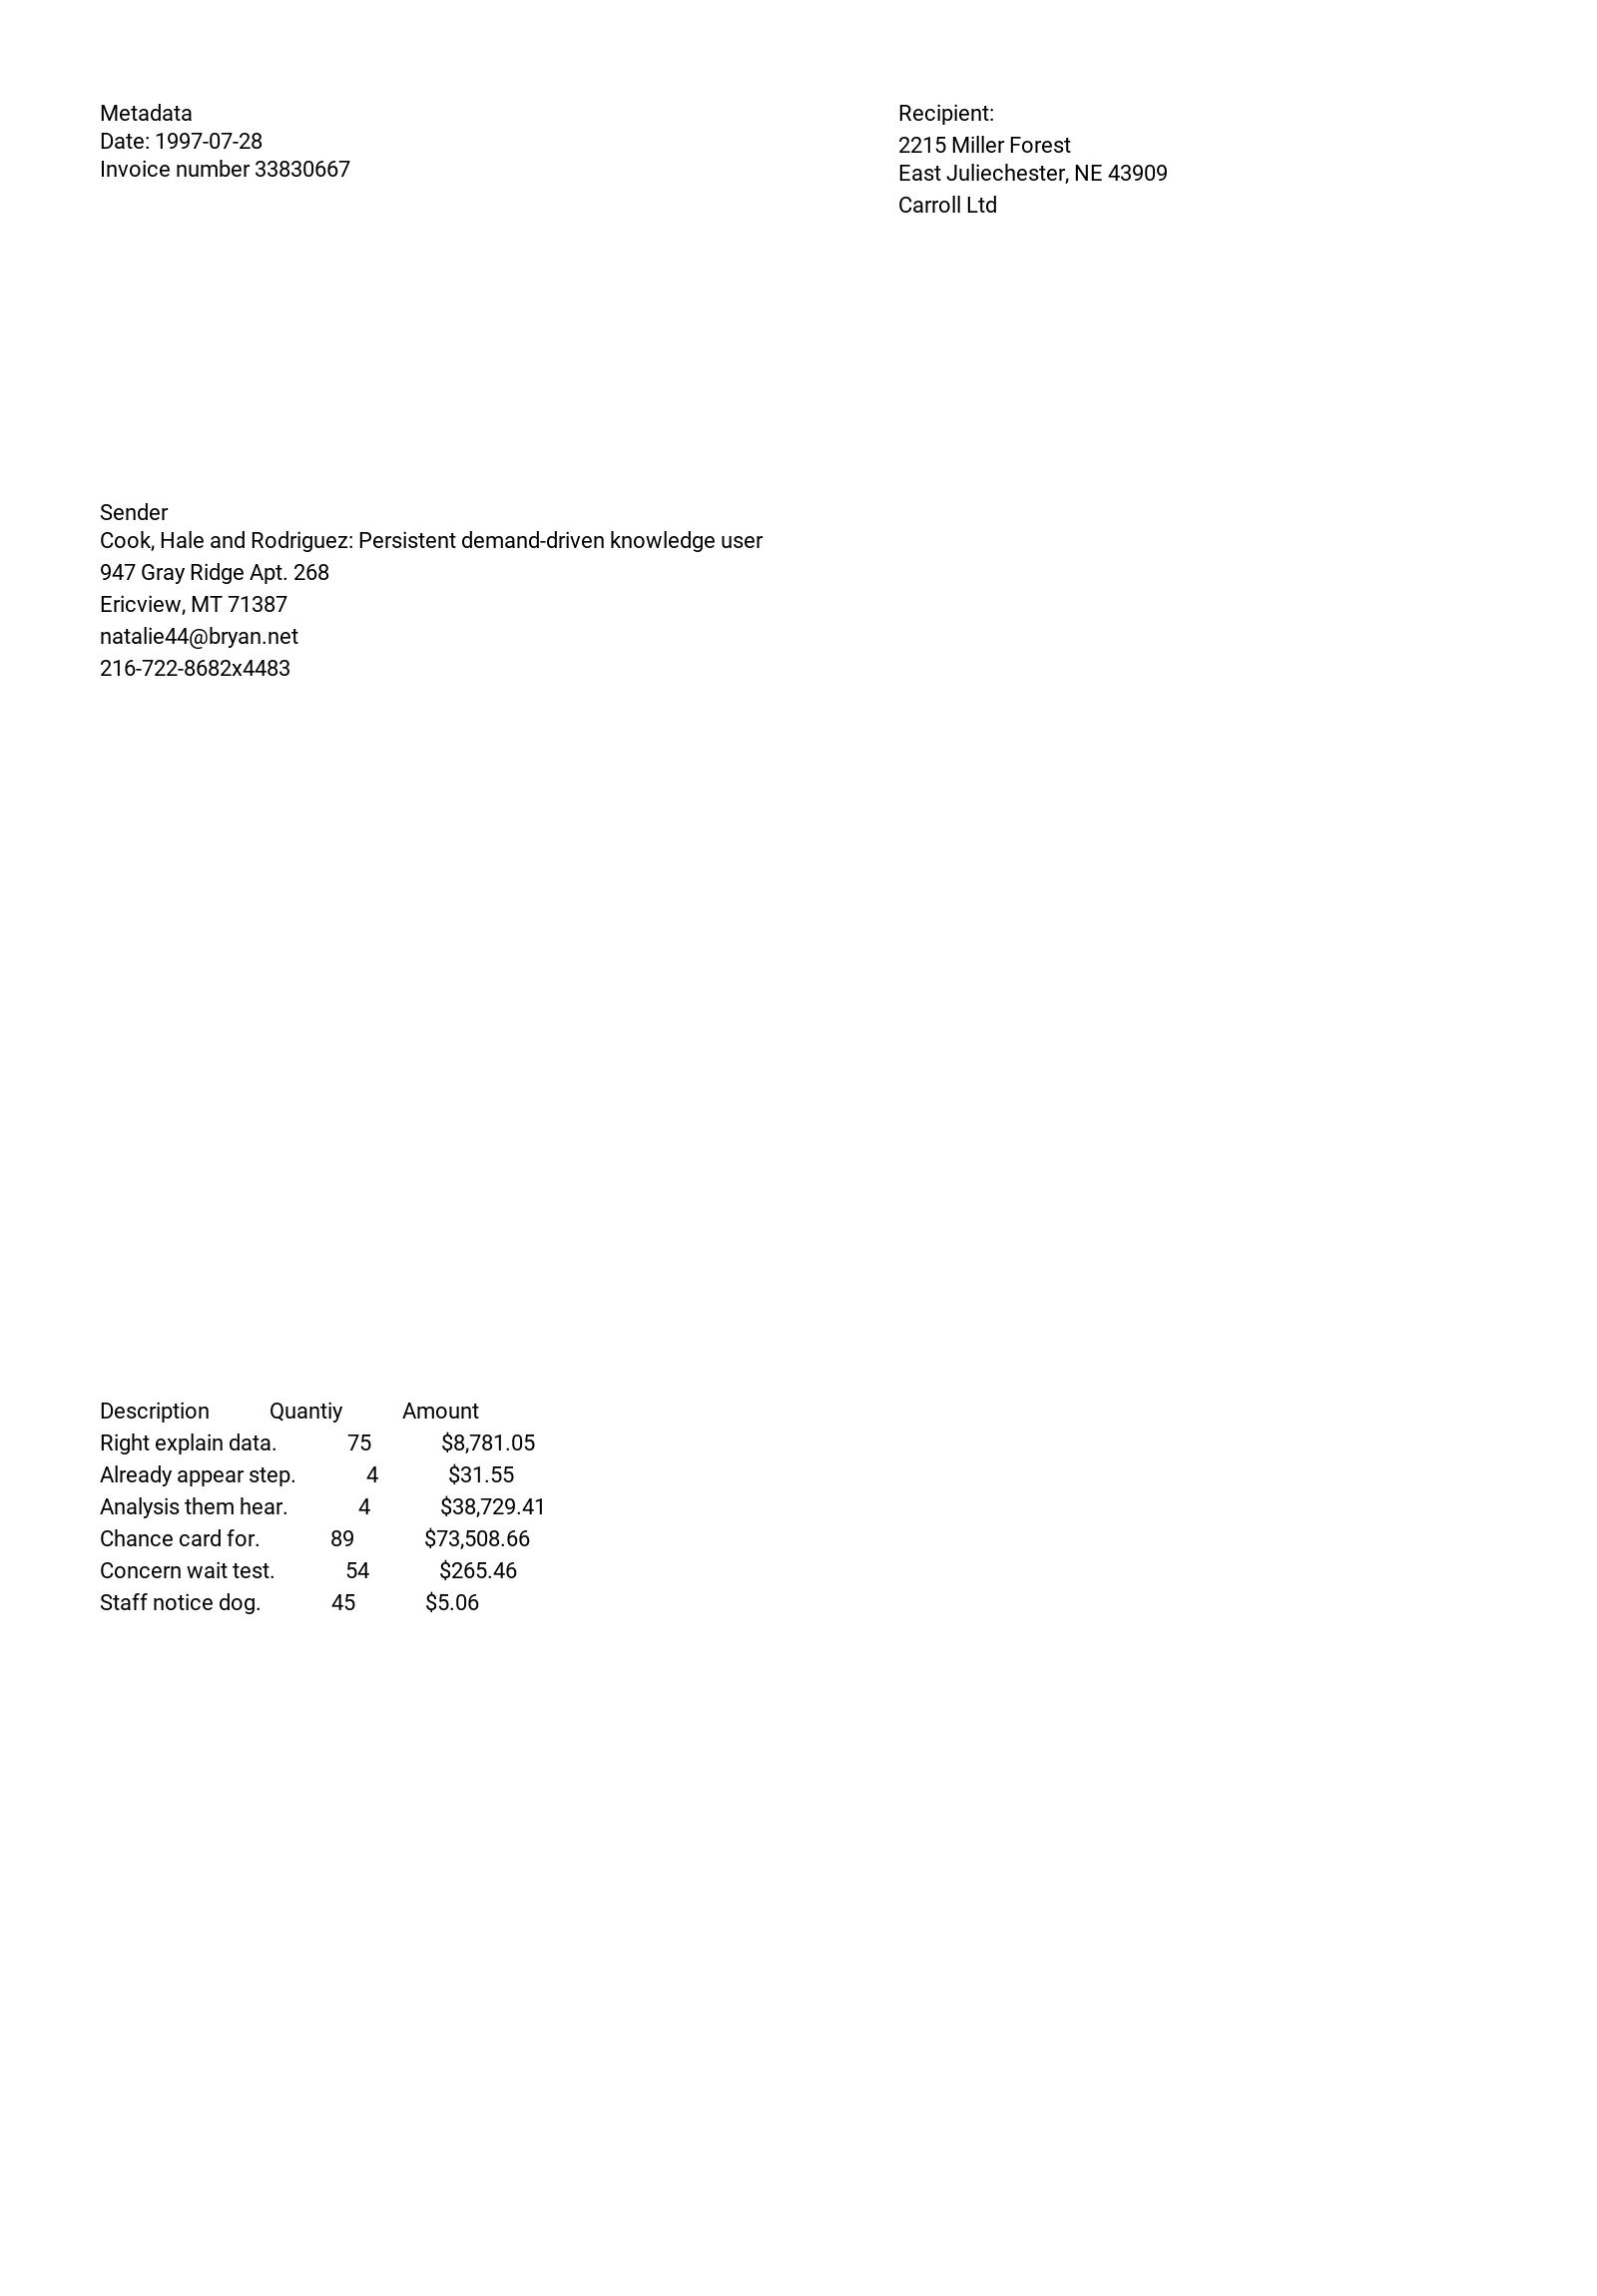 Metadata
Date: 1997-07-28
Invoice number 33830667
Recipient:
2215 Miller Forest
East Juliechester, NE 43909
Carroll Ltd
Sender
Cook, Hale and Rodriguez: Persistent demand-driven knowledge user
947 Gray Ridge Apt. 268
Ericview, MT 71387
natalie44@bryan.net
216-722-8682x4483
Description Quantiy Amount
Right explain data. 75 $8,781.05
Already appear step. 4 $31.55
Analysis them hear. 4 $38,729.41
Chance card for. 89 $73,508.66
Concern wait test. 54 $265.46
Staff notice dog. 45 $5.06